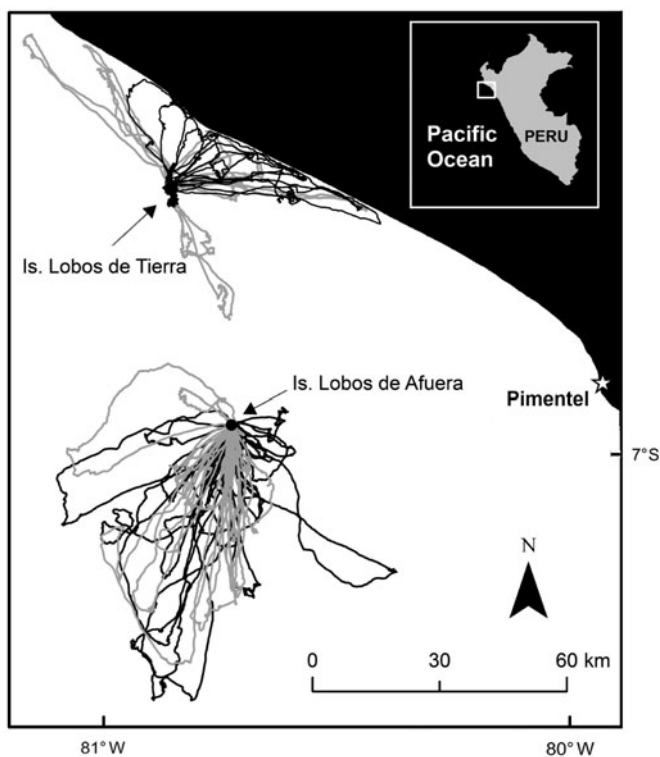 Pacific
Ocean
PERU
Is. Lobos de Tierra
Is. Lobos de Afuera
Pimentel
7°S
N
0 30 60 km
81°W 80°W